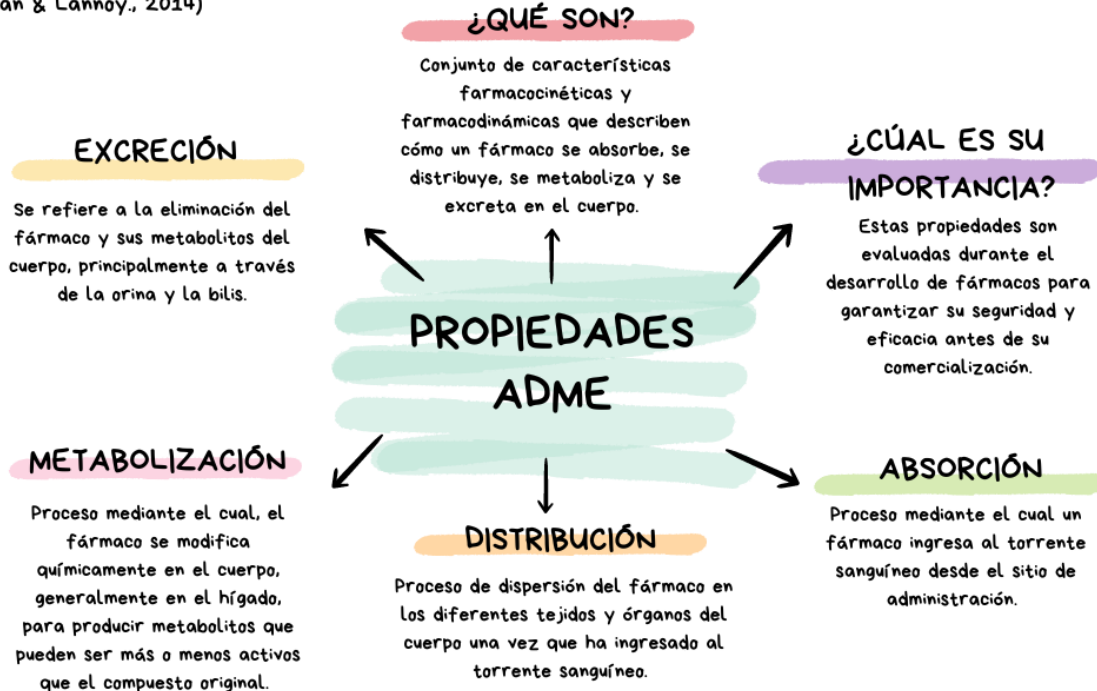 an & Lannoy., 2014)
¿QUÉ SON?
Conjunto de características
farmacocinéticas y
farmacodinámicas que describen
cómo un fármaco se absorbe, se
distribuye, se metaboliza y se
excreta en el cuerpo.
¿CÚAL ES SU
IMPORTANCIA?
Estas propiedades son
evaluadas durante el
desarrollo de fármacos para
garantizar su seguridad y
eficacia antes de su
comercialización.
EXCRECIÓN
Se refiere a la eliminación del
fármaco y sus metabolitos del
cuerpo, principalmente a través
de la orina y la bilis.
PROPIEDADES
ADME
METABOLIZACIÓN
Proceso mediante el cual, el
fármaco se modifica
químicamente en el cuerpo,
generalmente en el hígado,
para producir metabolitos que
pueden ser más o menos activos
que el compuesto original.
DISTRIBUCIÓN
Proceso de dispersión del fármaco en
los diferentes tejidos y órganos del
cuerpo una vez que ha ingresado al
torrente sanguíneo.
ABSORCIÓN
Proceso mediante el cual un
fármaco ingresa al torrente
sanguíneo desde el sitio de
administración.